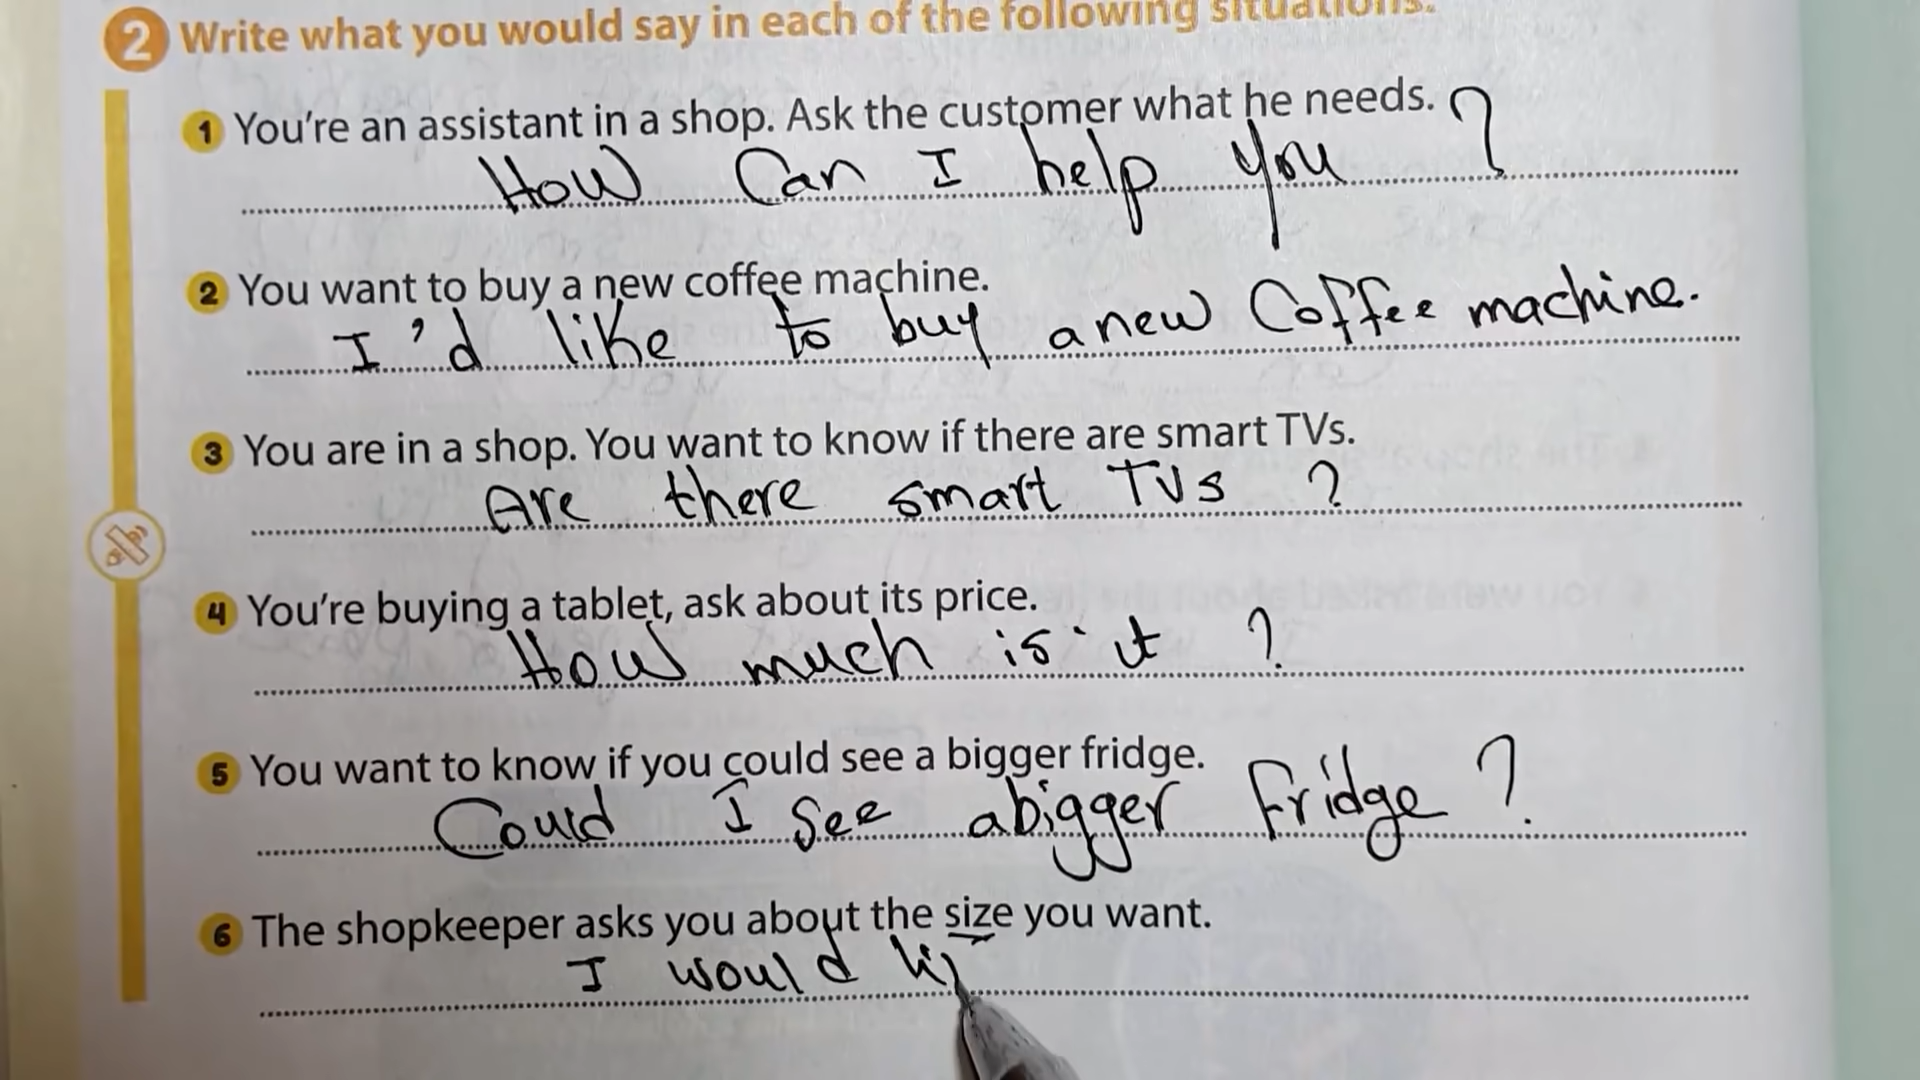 2 Write what you would say in each of the following situations.
1 You're an assistant in a shop. Ask the customer what he needs.
How Can I help you ?
2 You want to buy a new coffee machine.
I'd like to buy a new Coffee machine.
3 You are in a shop. You want to know if there are smart TVs.
Are there smart TVs ?
4 You're buying a tablet, ask about its price.
How much is it ?
5 You want to know if you could see a bigger fridge.
Could I see a bigger Fridge ?
6 The shopkeeper asks you about the size you want.
I would